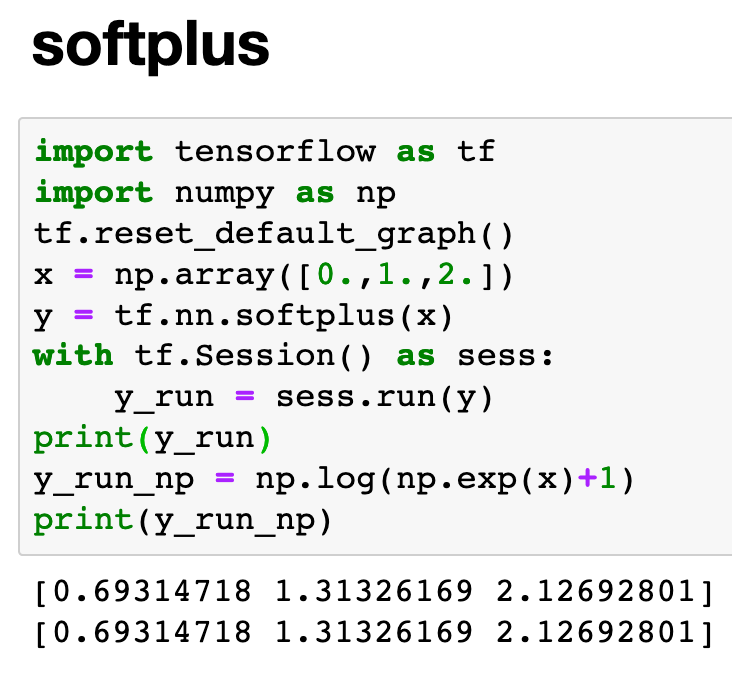 softplus
import tensorflow as tf
import numpy as np
tf.reset_default_graph()
x = np.array([0.,1.,2.])
y = tf.nn.softplus(x)
with tf.Session() as sess:
    y_run = sess.run(y)
print(y_run)
y_run_np = np.log(np.exp(x)+1)
print(y_run_np)
[0.69314718 1.31326169 2.12692801]
[0.69314718 1.31326169 2.12692801]